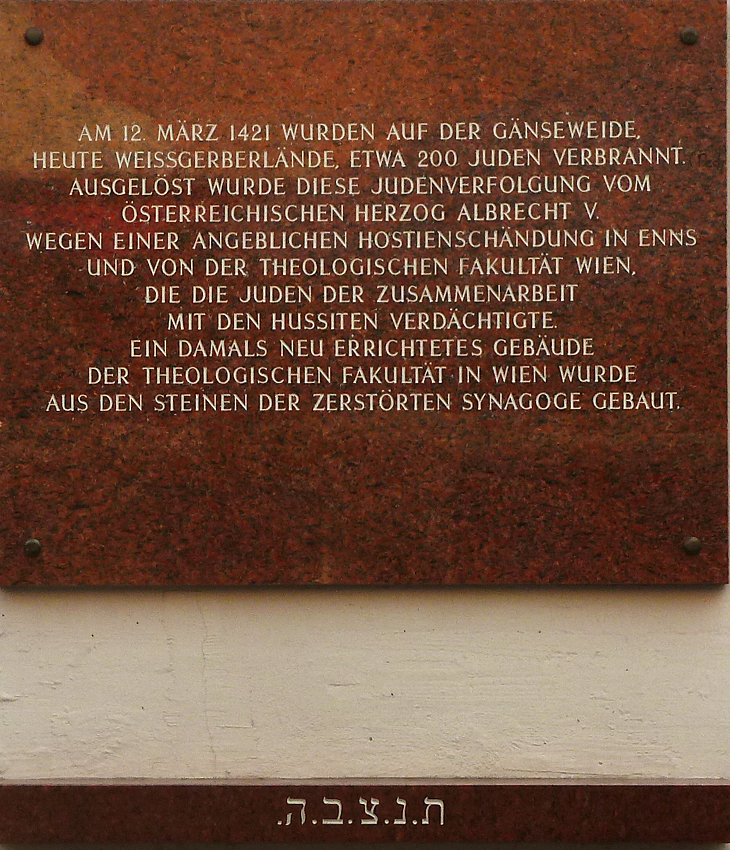 AM 12. MÄRZ 1421 WURDEN AUF DER GÄNSEWEIDE,
HEUTE WEISSGERBERLÄNDE, ETWA 200 JUDEN VERBRANNT.
AUSGELÖST WURDE DIESE JUDENVERFOLGUNG VOM
ÖSTERREICHISCHEN HERZOG ALBRECHT V.
WEGEN EINER ANGEBLICHEN HOSTIENSCHÄNDUNG IN ENNS
UND VON DER THEOLOGISCHEN FAKULTÄT WIEN,
DIE DIE JUDEN DER ZUSAMMENARBEIT
MIT DEN HUSSITEN VERDÄCHTIGTE.
EIN DAMALS NEU ERRICHTETES GEBÄUDE
DER THEOLOGISCHEN FAKULTÄT IN WIEN WURDE
AUS DEN STEINEN DER ZERSTÖRTEN SYNAGOGE GEBAUT.
ת.נ.צ.ב.ה.